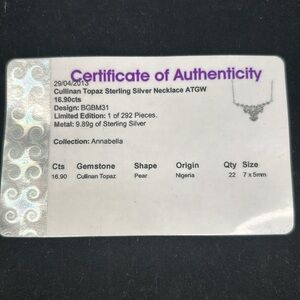 Certificate of Authenticity
29/04/2013
Cullinan Topaz Sterling Silver Necklace ATGW
16.90cts
Design: BGBM31
Limited Edition: 1 of 292 Pieces.
Metal: 9.89g of Sterling Silver
Collection: Annabella
Cts Gemstone Shape Origin Qty Size
16.90 Cullinan Topaz Pear Nigeria 22 7 x 5mm